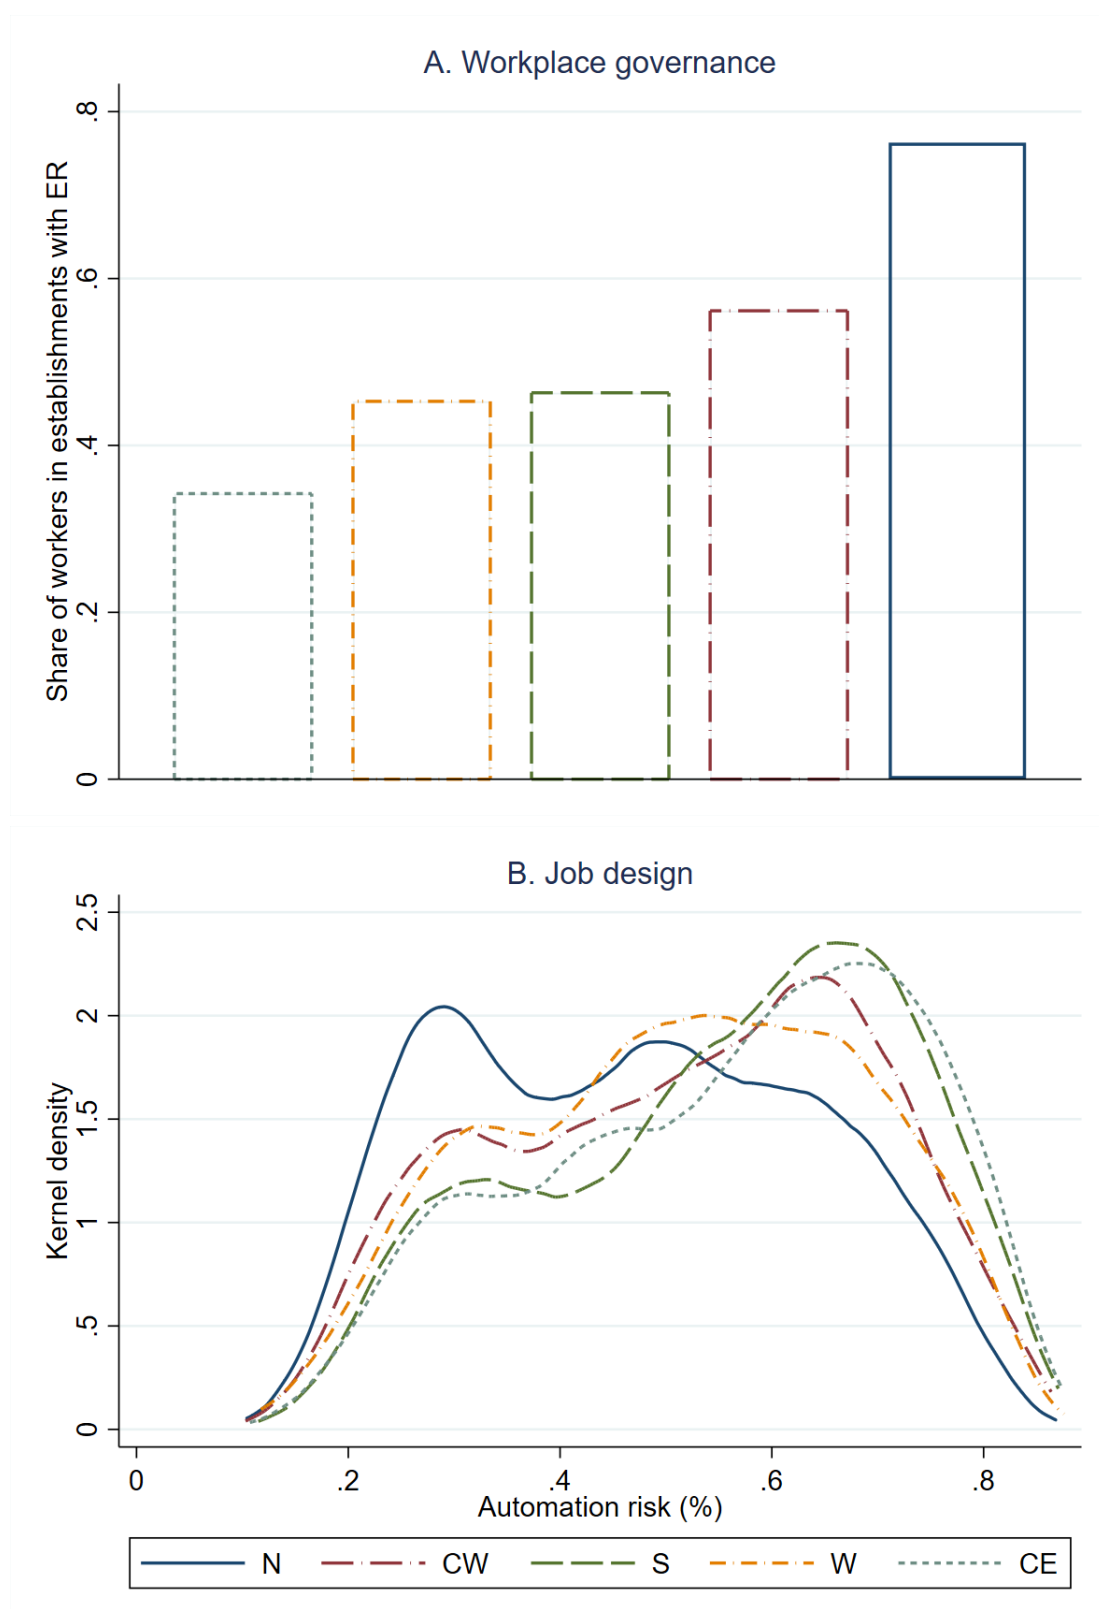 A. Workplace governance
Share of workers in establishments with ER
.8
.6
.4
.2
0
B. Job design
Kernel density
2.5
2
1.5
1
.5
0
0 .2 .4 .6 .8
Automation risk (%)
N CW S W CE